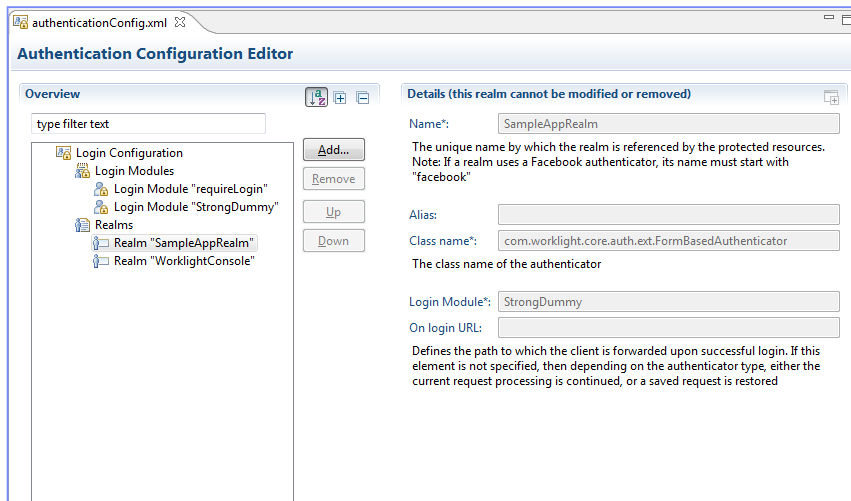 authenticationConfig.xml
Authentication Configuration Editor
Overview
type filter text
Login Configuration
Login Modules
Login Module "requireLogin"
Login Module "StrongDummy"
Realms
Realm "SampleAppRealm"
Realm "WorklightConsole"
Add...
Remove
Up
Down
Details (this realm cannot be modified or removed)
Name*: SampleAppRealm
The unique name by which the realm is referenced by the protected resources.
Note: If a realm uses a Facebook authenticator, its name must start with
"facebook"
Alias:
Class name*: com.worklight.core.auth.ext.FormBasedAuthenticator
The class name of the authenticator
Login Module*: StrongDummy
On login URL:
Defines the path to which the client is forwarded upon successful login. If this
element is not specified, then depending on the authenticator type, either the
current request processing is continued, or a saved request is restored